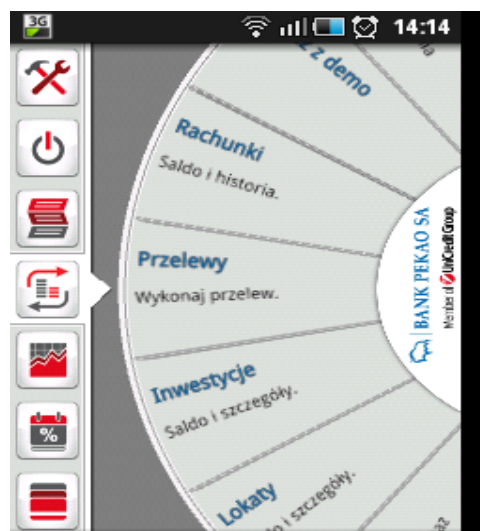 3G
14:14
z demo
Rachunki
Saldo i historia.
Przelewy
Wykonaj przelew.
Inwestycje
Saldo i szczegóły.
Lokaty
i szczegóły.
%
BANK PEKAO SA
Member of UniCredit Group